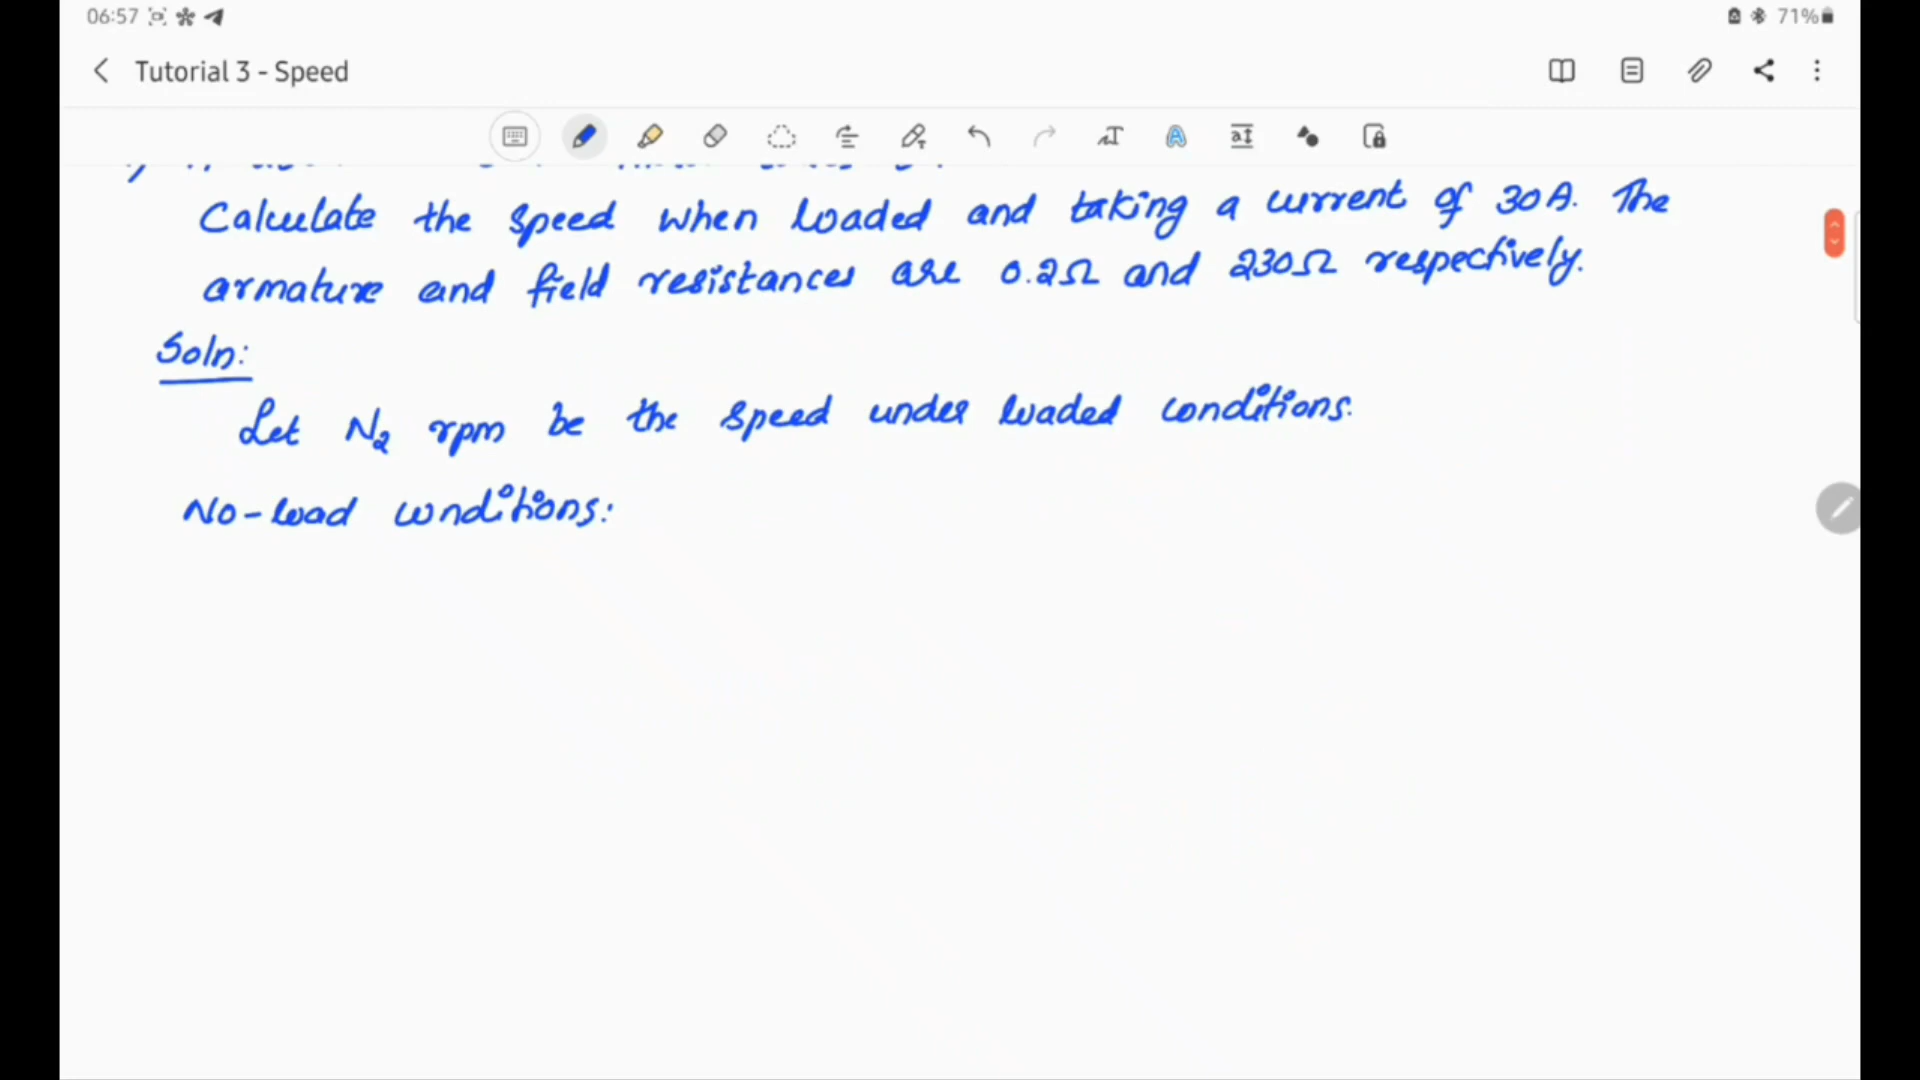 06:57
71%
Tutorial 3 - Speed
Calculate the speed when loaded and taking a current of 30A. The
armature and field resistances are 0.2Ω and 230Ω respectively.
Soln:
Let N₂ rpm be the speed under loaded conditions.
No-load conditions: